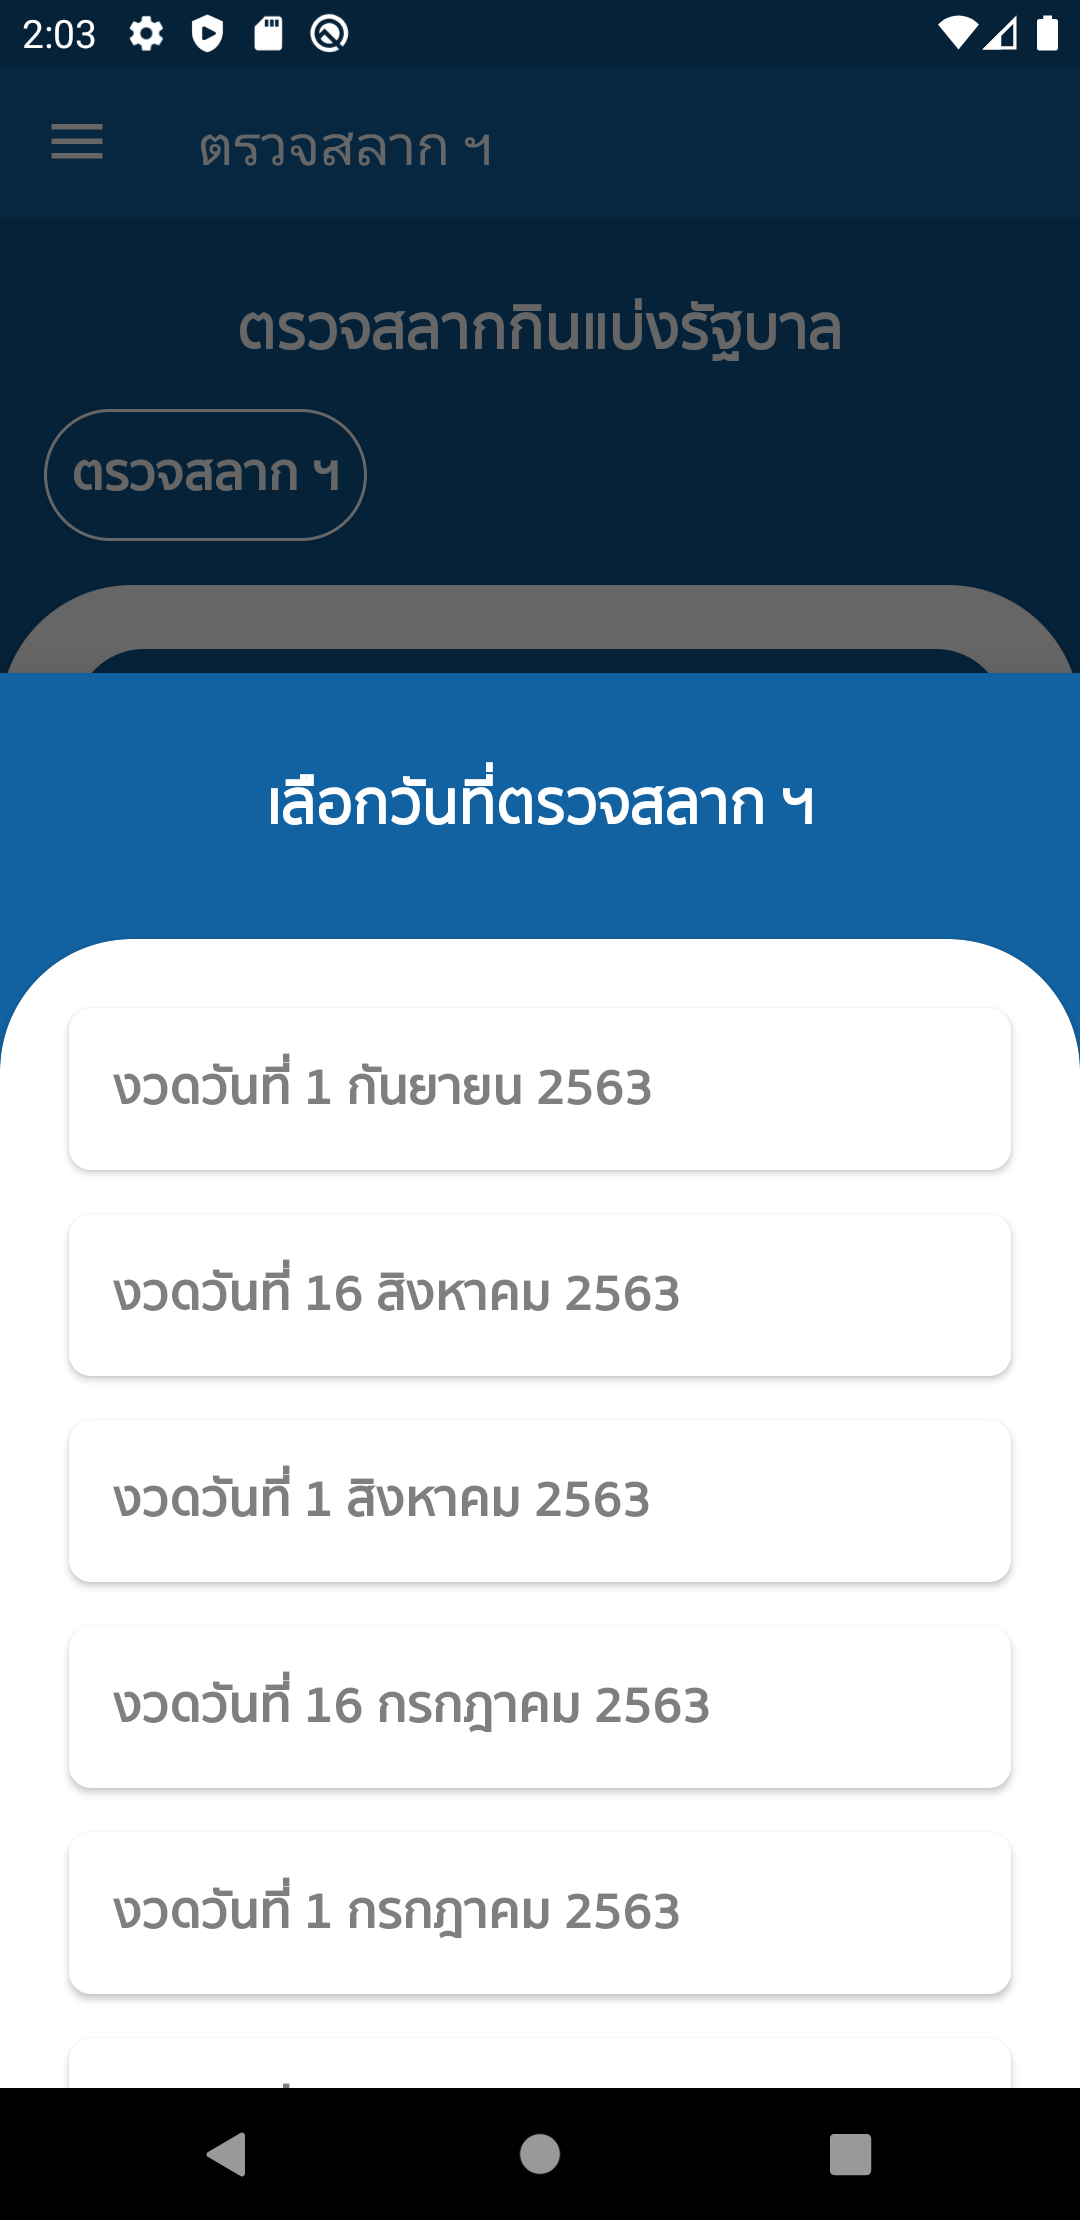 2:03
ตรวจสลาก ฯ
ตรวจสลากกินแบ่งรัฐบาล
ตรวจสลาก ฯ
เลือกวันที่ตรวจสลาก ฯ
งวดวันที่ 1 กันยายน 2563
งวดวันที่ 16 สิงหาคม 2563
งวดวันที่ 1 สิงหาคม 2563
งวดวันที่ 16 กรกฎาคม 2563
งวดวันที่ 1 กรกฎาคม 2563